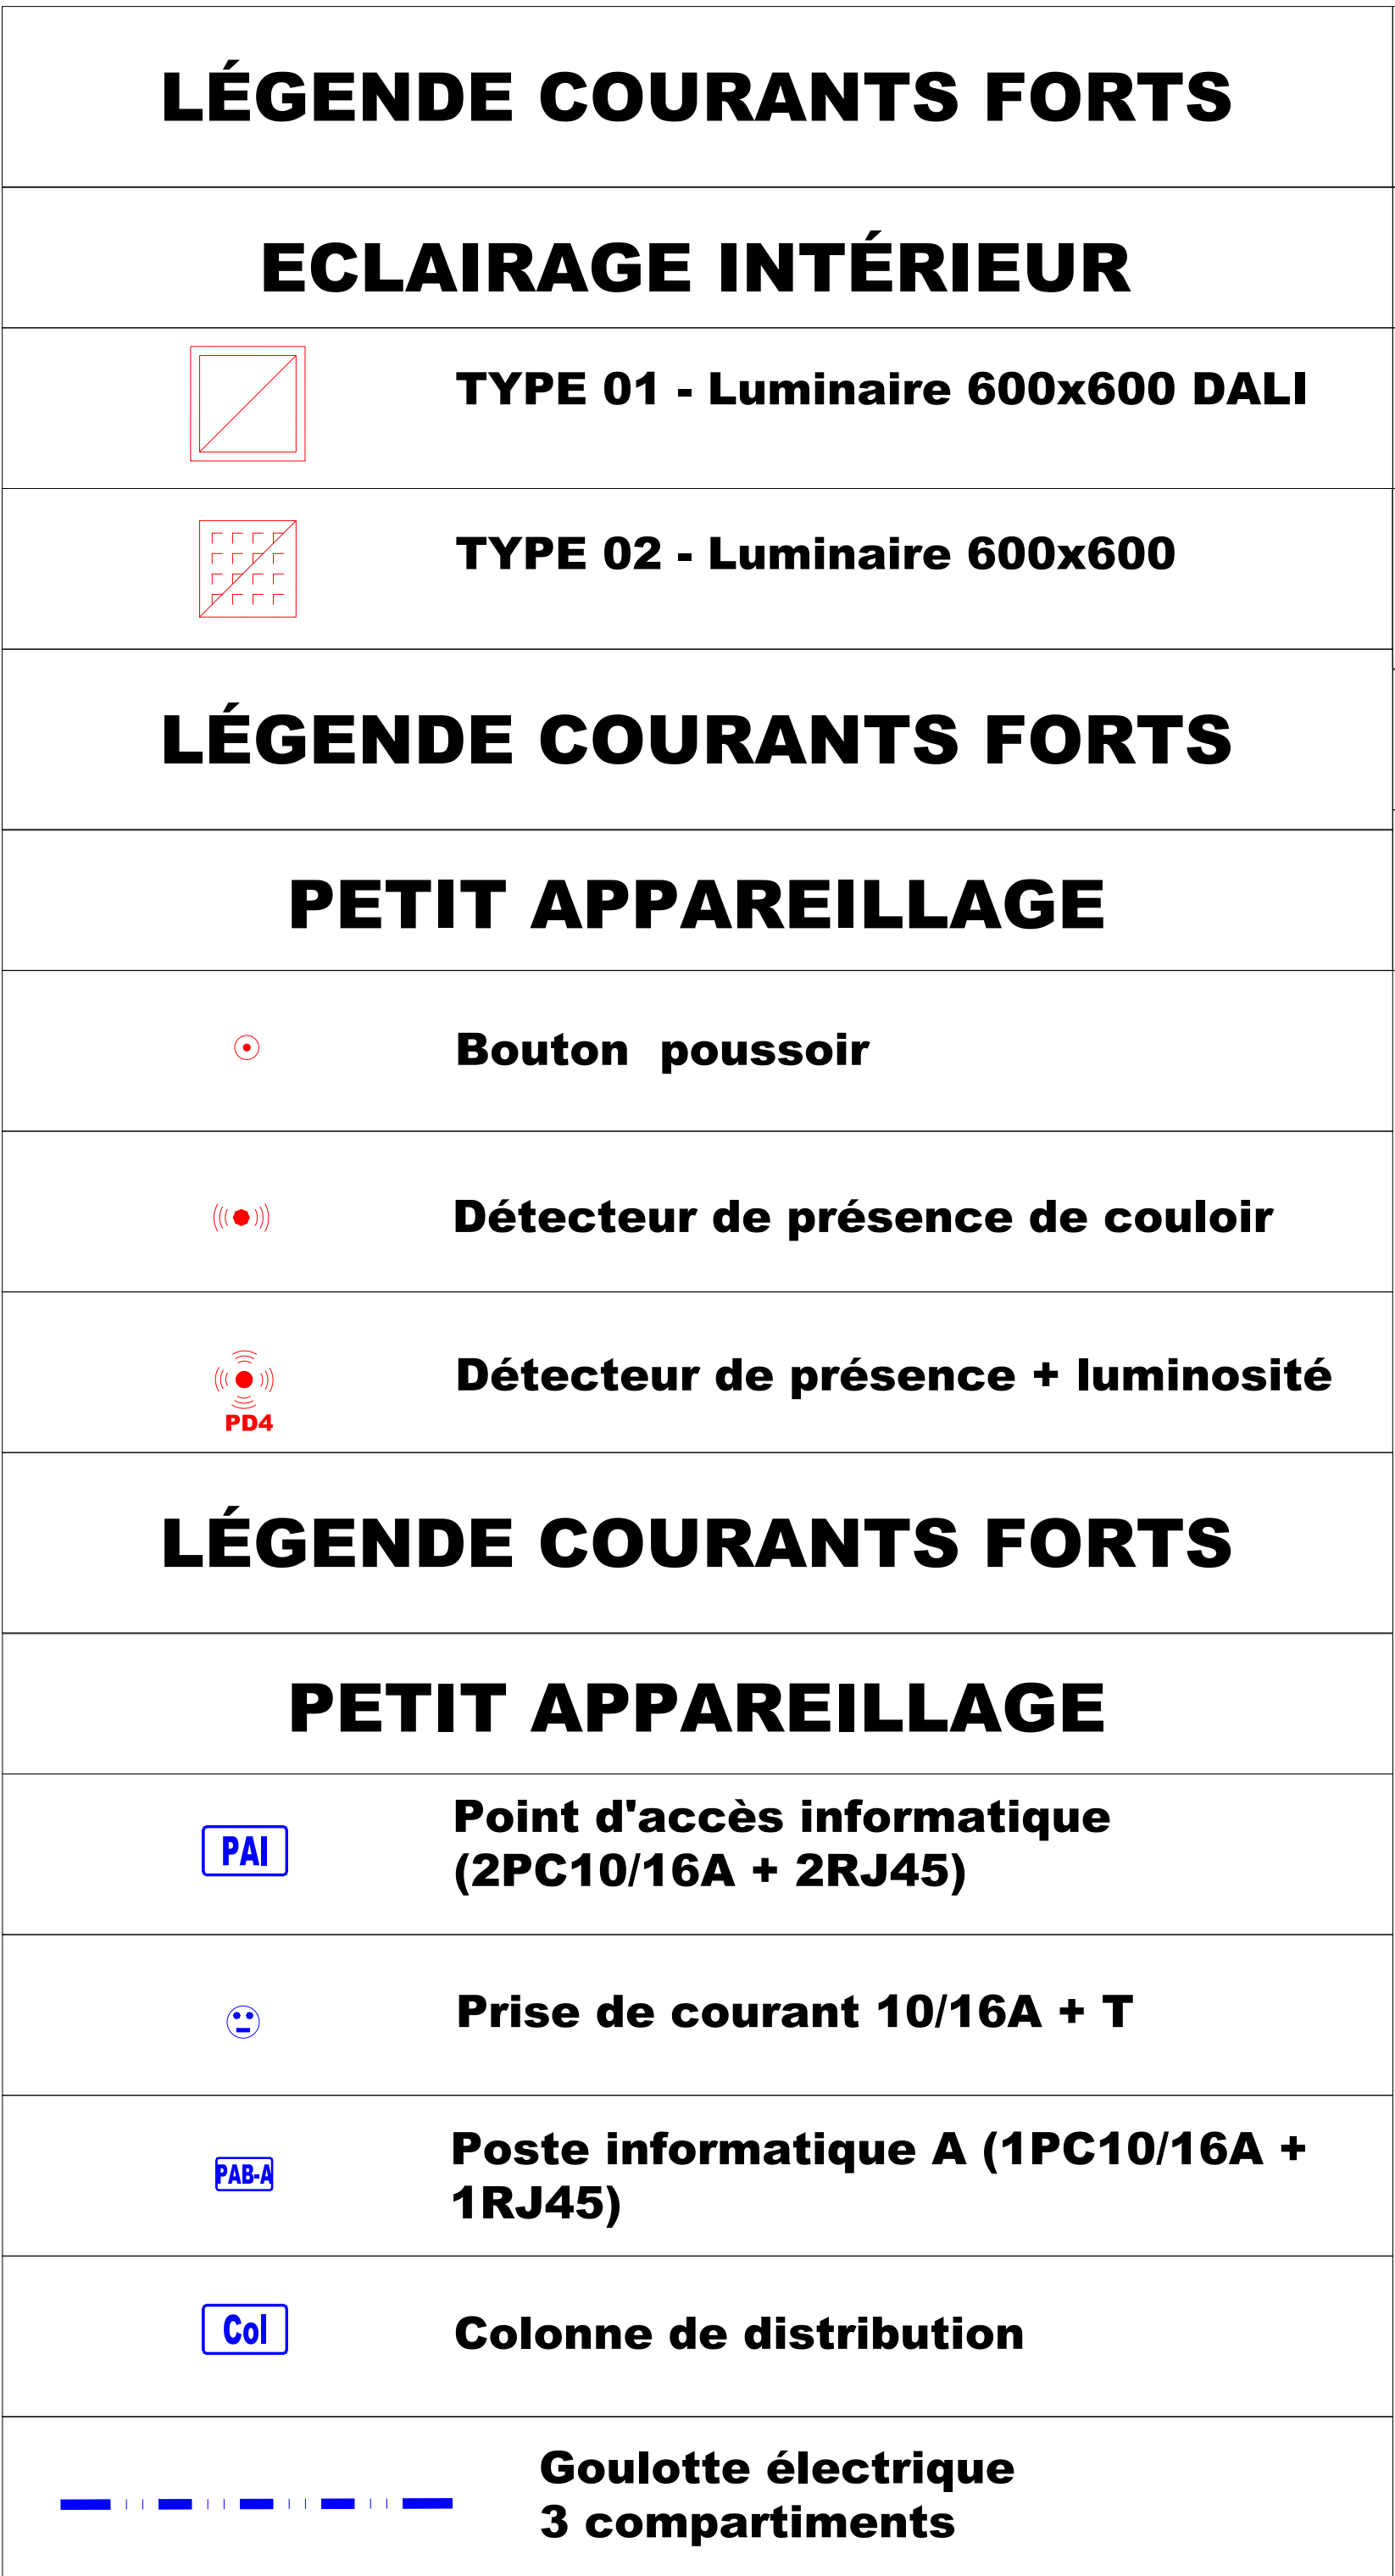 LÉGENDE COURANTS FORTS
ECLAIRAGE INTÉRIEUR
TYPE 01 - Luminaire 600x600 DALI
TYPE 02 - Luminaire 600x600
LÉGENDE COURANTS FORTS
PETIT APPAREILLAGE
Bouton poussoir
Détecteur de présence de couloir
Détecteur de présence + luminosité
PD4
LÉGENDE COURANTS FORTS
PETIT APPAREILLAGE
PAI
Point d'accès informatique
(2PC10/16A + 2RJ45)
Prise de courant 10/16A + T
PAB-A
Poste informatique A (1PC10/16A +
1RJ45)
Col
Colonne de distribution
Goulotte électrique
3 compartiments